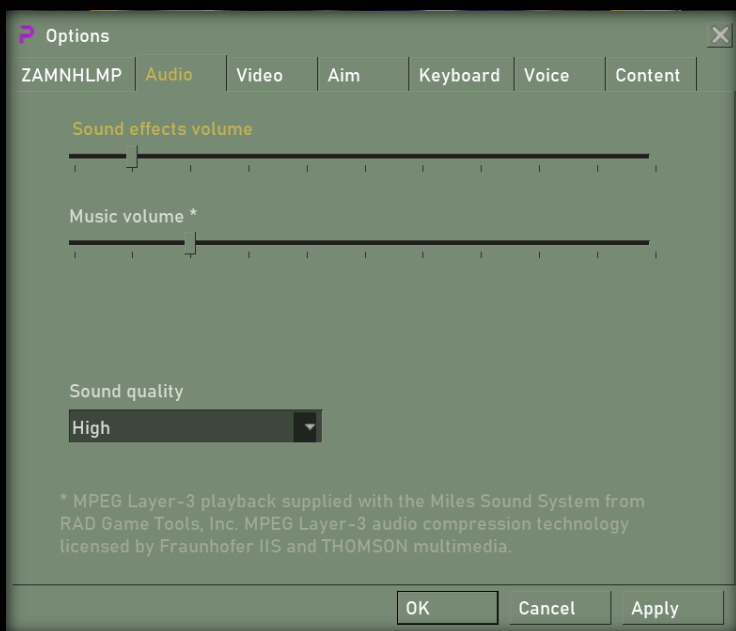 Options
ZAMNHLMP Audio Video Aim Keyboard Voice Content
Sound effects volume
Music volume *
Sound quality
High
* MPEG Layer-3 playback supplied with the Miles Sound System from
RAD Game Tools, Inc. MPEG Layer-3 audio compression technology
licensed by Fraunhofer IIS and THOMSON multimedia.
OK Cancel Apply